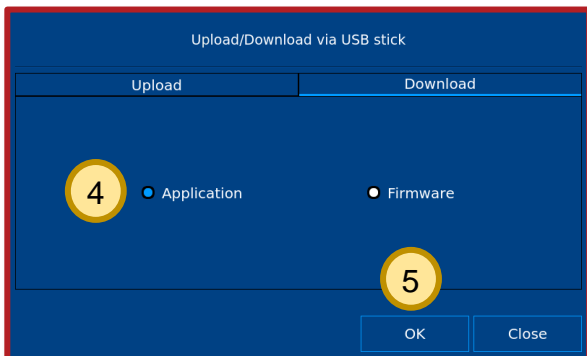 Upload/Download via USB stick
Upload Download
4 Application Firmware
5
OK Close